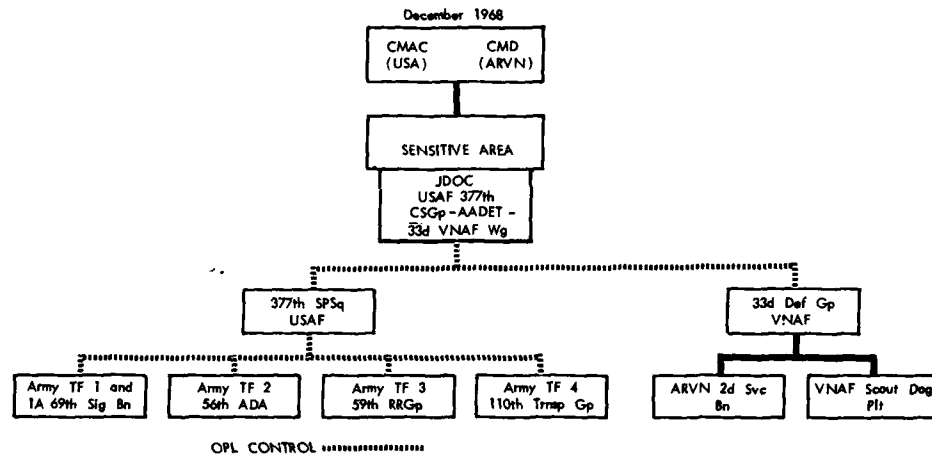 December 1968
CMAC CMD
(USA) (ARVN)
SENSITIVE AREA
JDOC
USAF 377th
CSGp - AADET -
33d VNAF Wg
377th SPSq
USAF
33d Def Gp
VNAF
Army TF 1 and
1A 69th Sig Bn
Army TF 2
56th ADA
Army TF 3
59th RRGp
Army TF 4
110th Trnsp Gp
ARVN 2d Svc
Bn
VNAF Scout Dog
Plt
OPL CONTROL